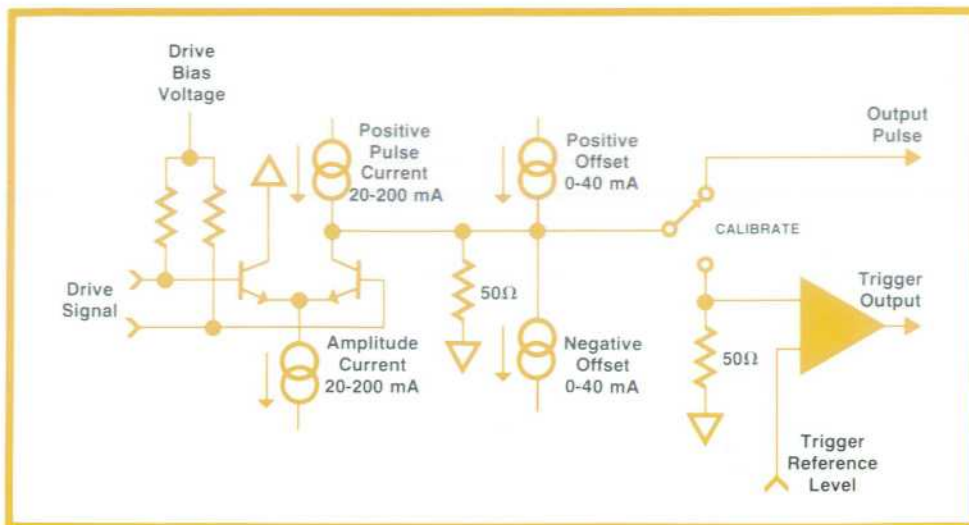 Drive
Bias
Voltage
Positive
Pulse
Current
20-200 mA
Positive
Offset
0-40 mA
Output
Pulse
CALIBRATE
Drive
Signal
50Ω
Trigger
Output
Amplitude
Current
20-200 mA
Negative
Offset
0-40 mA
50Ω
Trigger
Reference
Level